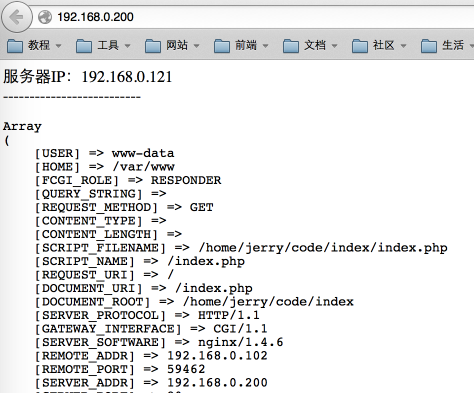 192.168.0.200
教程 工具 网站 前端 文档 社区 生活
服务器IP：192.168.0.121
--------------------------
Array
(
[USER] => www-data
[HOME] => /var/www
[FCGI_ROLE] => RESPONDER
[QUERY_STRING] =>
[REQUEST_METHOD] => GET
[CONTENT_TYPE] =>
[CONTENT_LENGTH] =>
[SCRIPT_FILENAME] => /home/jerry/code/index/index.php
[SCRIPT_NAME] => /index.php
[REQUEST_URI] => /
[DOCUMENT_URI] => /index.php
[DOCUMENT_ROOT] => /home/jerry/code/index
[SERVER_PROTOCOL] => HTTP/1.1
[GATEWAY_INTERFACE] => CGI/1.1
[SERVER_SOFTWARE] => nginx/1.4.6
[REMOTE_ADDR] => 192.168.0.102
[REMOTE_PORT] => 59462
[SERVER_ADDR] => 192.168.0.200